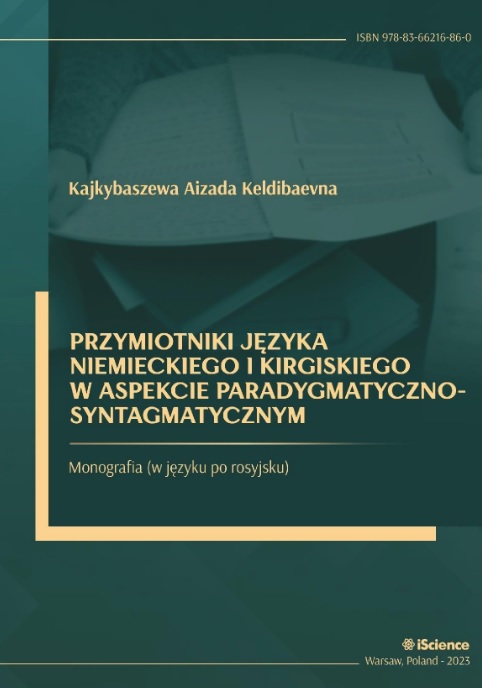 ISBN 978-83-66216-86-0
Kajkybaszewa Aizada Keldibaevna
PRZYMIOTNIKI JĘZYKA
NIEMIECKIEGO I KIRGISKIEGO
W ASPEKCIE PARADYGMATYCZNO-
SYNTAGMATYCZNYM
Monografia (w języku po rosyjsku)
iScience
Warsaw, Poland - 2023